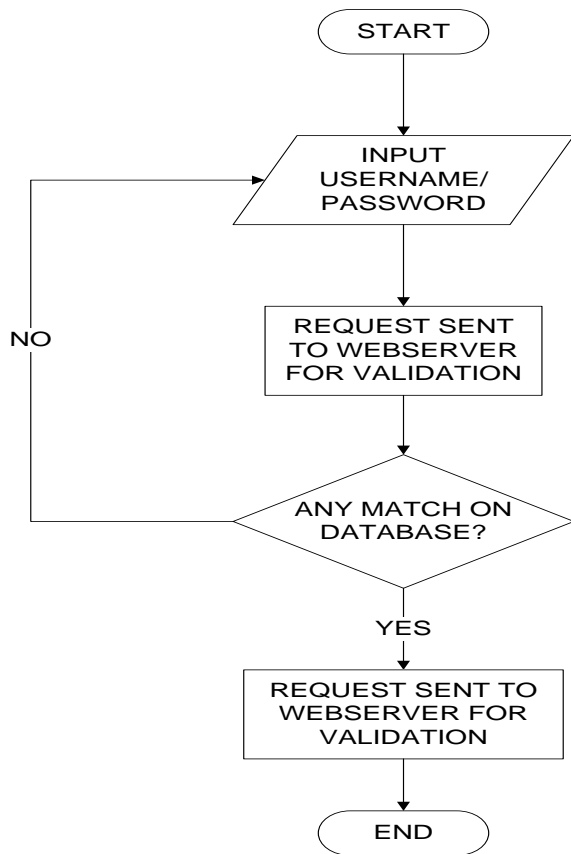 START
INPUT
USERNAME/
PASSWORD
REQUEST SENT
TO WEBSERVER
FOR VALIDATION
NO
ANY MATCH ON
DATABASE?
YES
REQUEST SENT TO
WEBSERVER FOR
VALIDATION
END